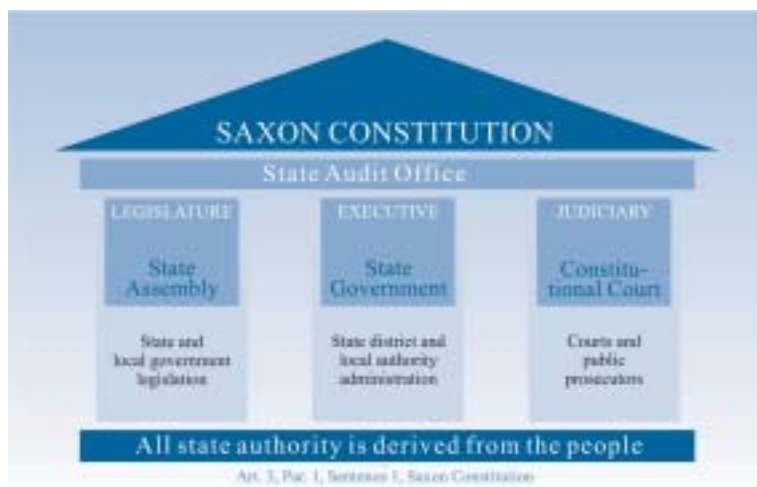 SAXON CONSTITUTION
State Audit Office
LEGISLATURE
State
Assembly
State and
local government
legislation
EXECUTIVE
State
Government
State district and
local authority
administration
JUDICIARY
Constitu-
tional Court
Courts and
public
prosecutors
All state authority is derived from the people
Art. 3, Par. 1, Sentence 1, Saxon Constitution